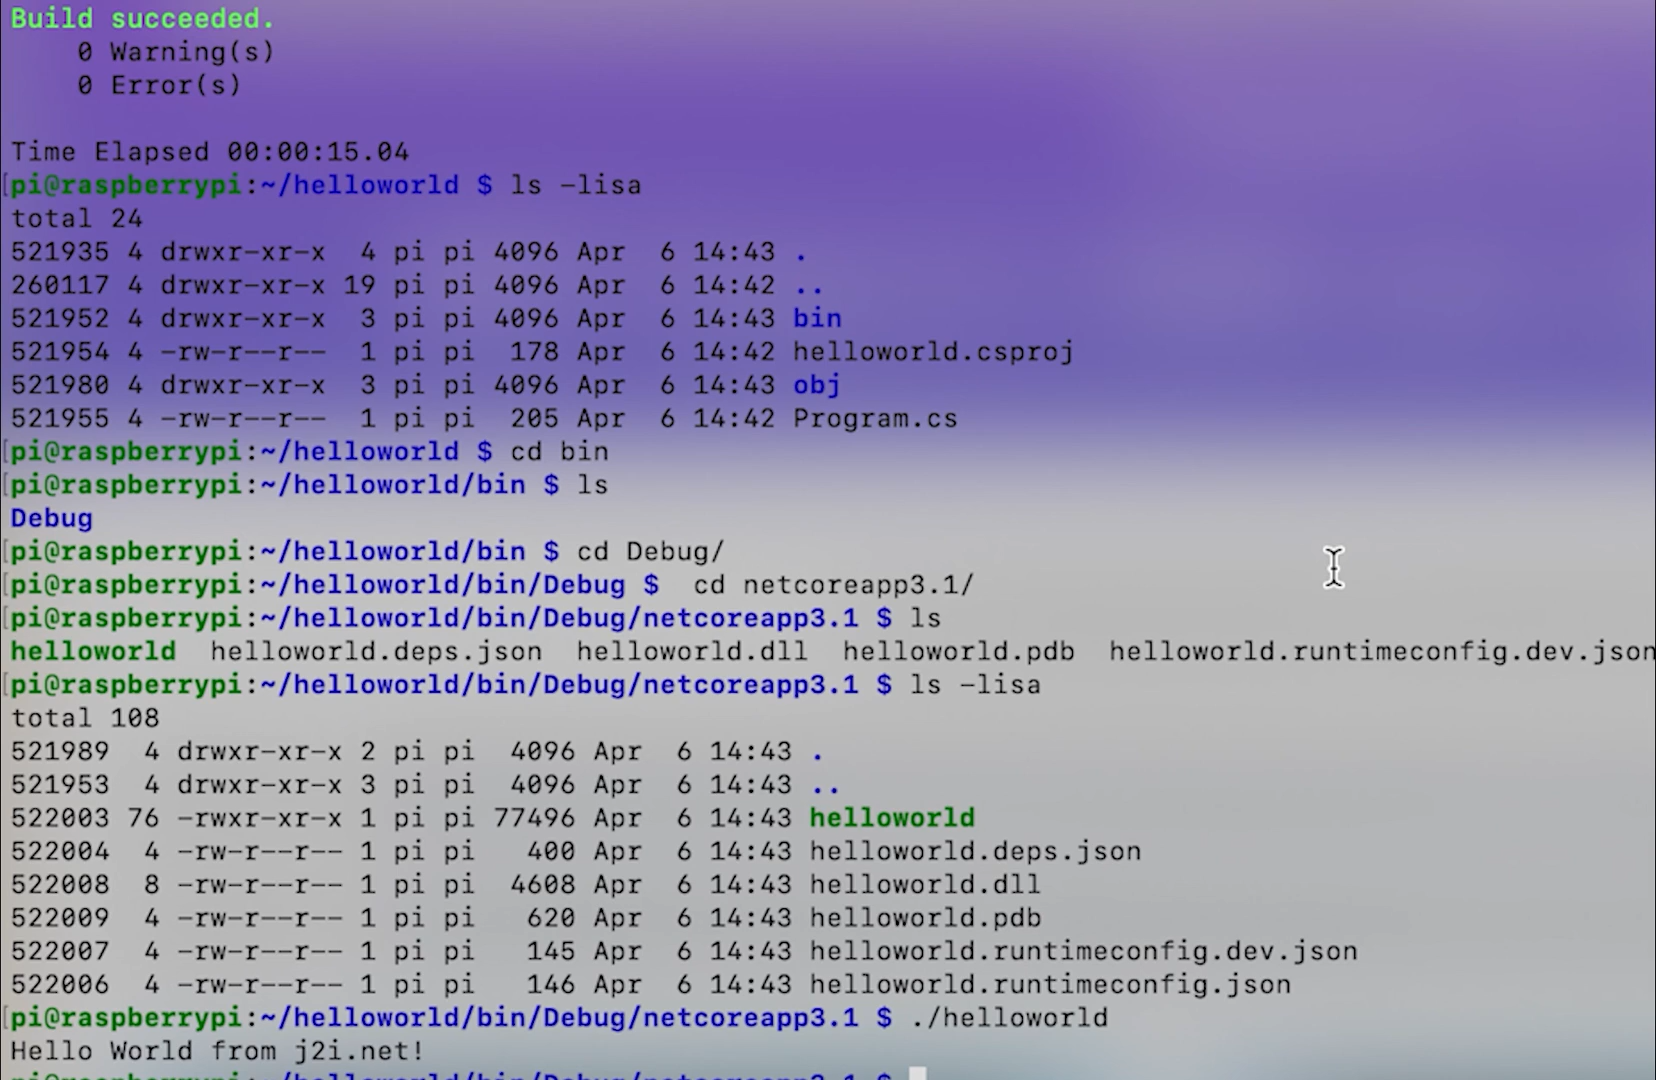 Build succeeded.
    0 Warning(s)
    0 Error(s)

Time Elapsed 00:00:15.04
[pi@raspberrypi:~/helloworld $ ls -lisa
total 24
521935 4 drwxr-xr-x  4 pi pi 4096 Apr  6 14:43 .
260117 4 drwxr-xr-x 19 pi pi 4096 Apr  6 14:42 ..
521952 4 drwxr-xr-x  3 pi pi 4096 Apr  6 14:43 bin
521954 4 -rw-r--r--  1 pi pi  178 Apr  6 14:42 helloworld.csproj
521980 4 drwxr-xr-x  3 pi pi 4096 Apr  6 14:43 obj
521955 4 -rw-r--r--  1 pi pi  205 Apr  6 14:42 Program.cs
[pi@raspberrypi:~/helloworld $ cd bin
[pi@raspberrypi:~/helloworld/bin $ ls
Debug
[pi@raspberrypi:~/helloworld/bin $ cd Debug/
[pi@raspberrypi:~/helloworld/bin/Debug $  cd netcoreapp3.1/
[pi@raspberrypi:~/helloworld/bin/Debug/netcoreapp3.1 $ ls
helloworld  helloworld.deps.json  helloworld.dll  helloworld.pdb  helloworld.runtimeconfig.dev.json
[pi@raspberrypi:~/helloworld/bin/Debug/netcoreapp3.1 $ ls -lisa
total 108
521989  4 drwxr-xr-x 2 pi pi  4096 Apr  6 14:43 .
521953  4 drwxr-xr-x 3 pi pi  4096 Apr  6 14:43 ..
522003 76 -rwxr-xr-x 1 pi pi 77496 Apr  6 14:43 helloworld
522004  4 -rw-r--r-- 1 pi pi   400 Apr  6 14:43 helloworld.deps.json
522008  8 -rw-r--r-- 1 pi pi  4608 Apr  6 14:43 helloworld.dll
522009  4 -rw-r--r-- 1 pi pi   620 Apr  6 14:43 helloworld.pdb
522007  4 -rw-r--r-- 1 pi pi   145 Apr  6 14:43 helloworld.runtimeconfig.dev.json
522006  4 -rw-r--r-- 1 pi pi   146 Apr  6 14:43 helloworld.runtimeconfig.json
[pi@raspberrypi:~/helloworld/bin/Debug/netcoreapp3.1 $ ./helloworld
Hello World from j2i.net!
pi@raspberrypi:~/helloworld/bin/Debug/netcoreapp3.1 $